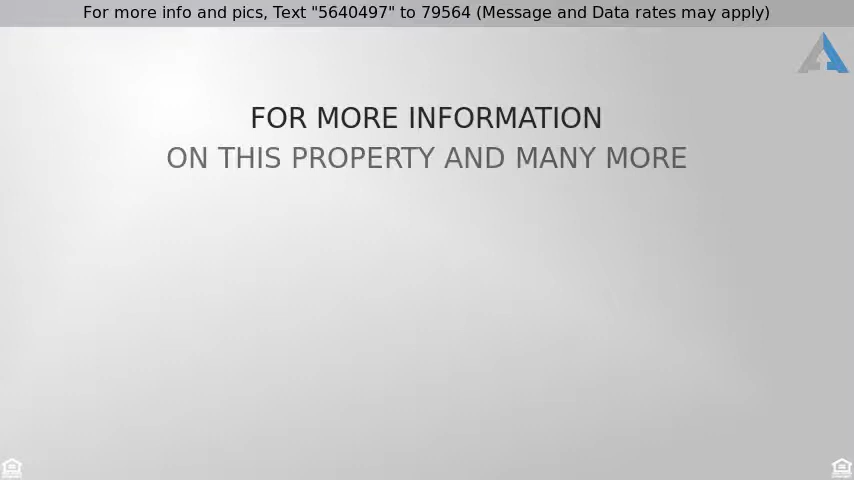 For more info and pics, Text "5640497" to 79564 (Message and Data rates may apply)
FOR MORE INFORMATION
ON THIS PROPERTY AND MANY MORE